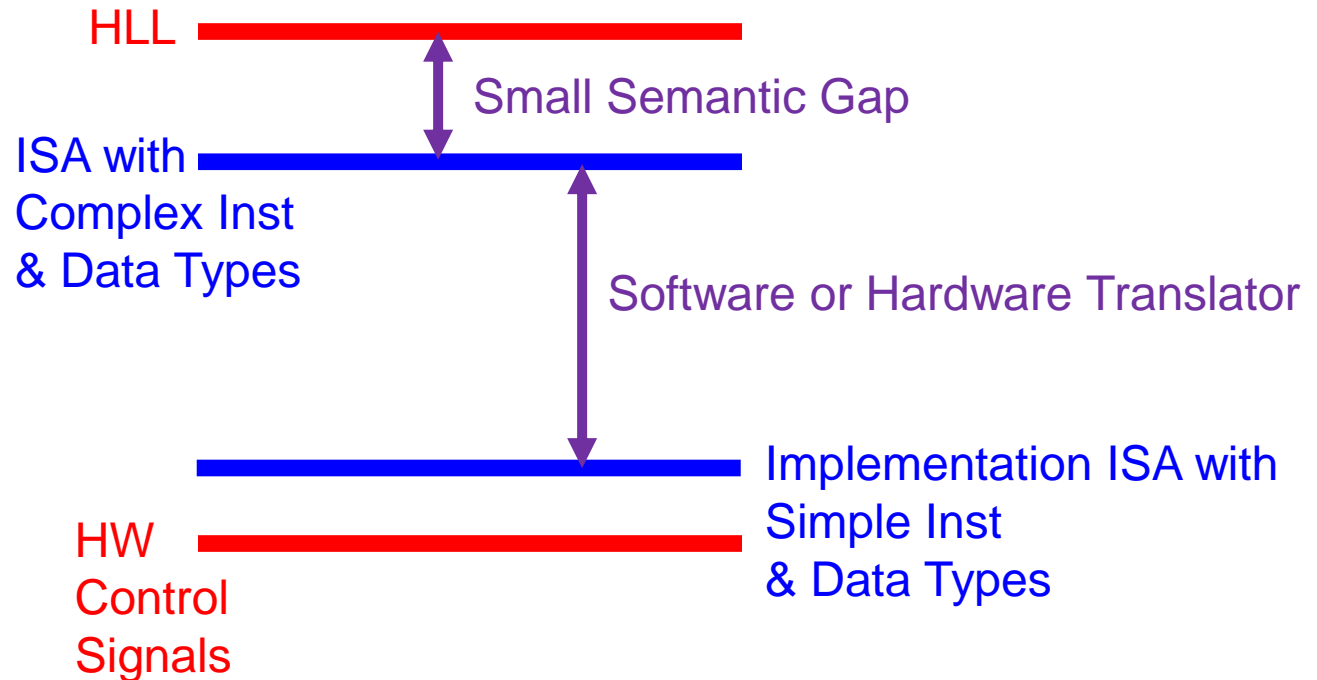 HLL
Small Semantic Gap
ISA with
Complex Inst
& Data Types
Software or Hardware Translator
Implementation ISA with
Simple Inst
& Data Types
HW
Control
Signals